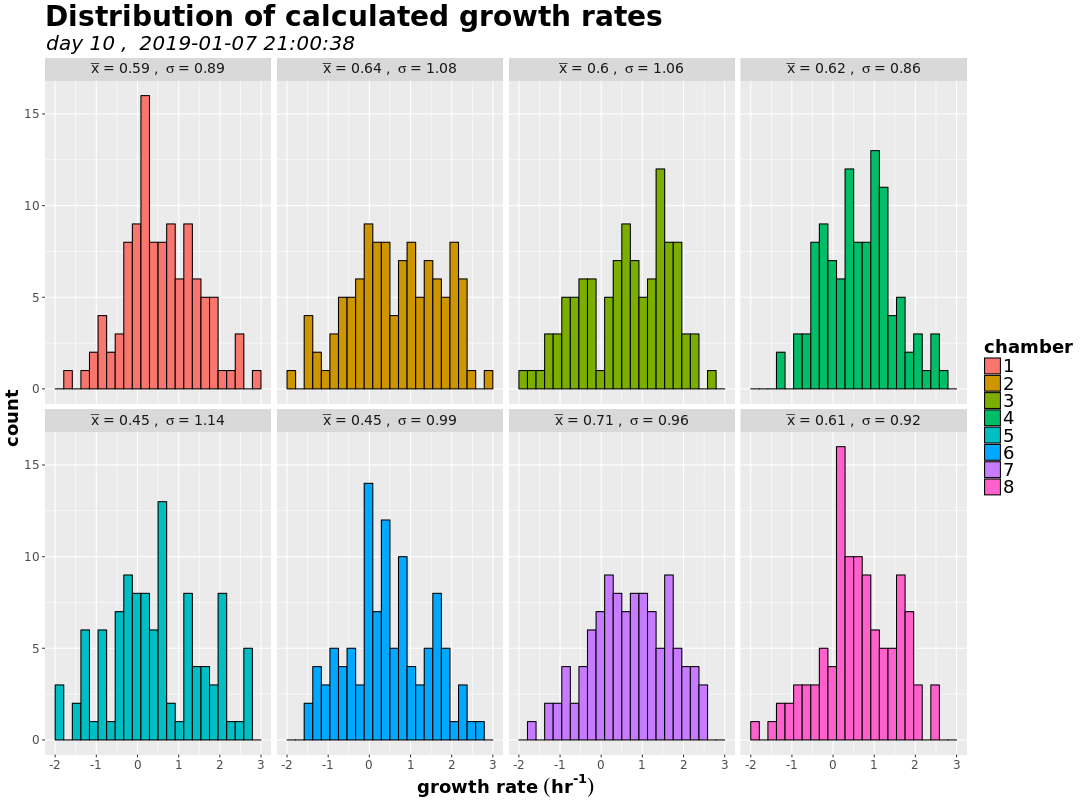 Distribution of calculated growth rates
day 10 , 2019-01-07 21:00:38
x̅ = 0.59 , σ = 0.89
x̅ = 0.64 , σ = 1.08
x̅ = 0.6 , σ = 1.06
x̅ = 0.62 , σ = 0.86
15
10
5
0
x̅ = 0.45 , σ = 1.14
x̅ = 0.45 , σ = 0.99
x̅ = 0.71 , σ = 0.96
x̅ = 0.61 , σ = 0.92
15
10
5
0
-2 -1 0 1 2 3
-2 -1 0 1 2 3
-2 -1 0 1 2 3
-2 -1 0 1 2 3
count
growth rate (hr⁻¹)
chamber
1
2
3
4
5
6
7
8